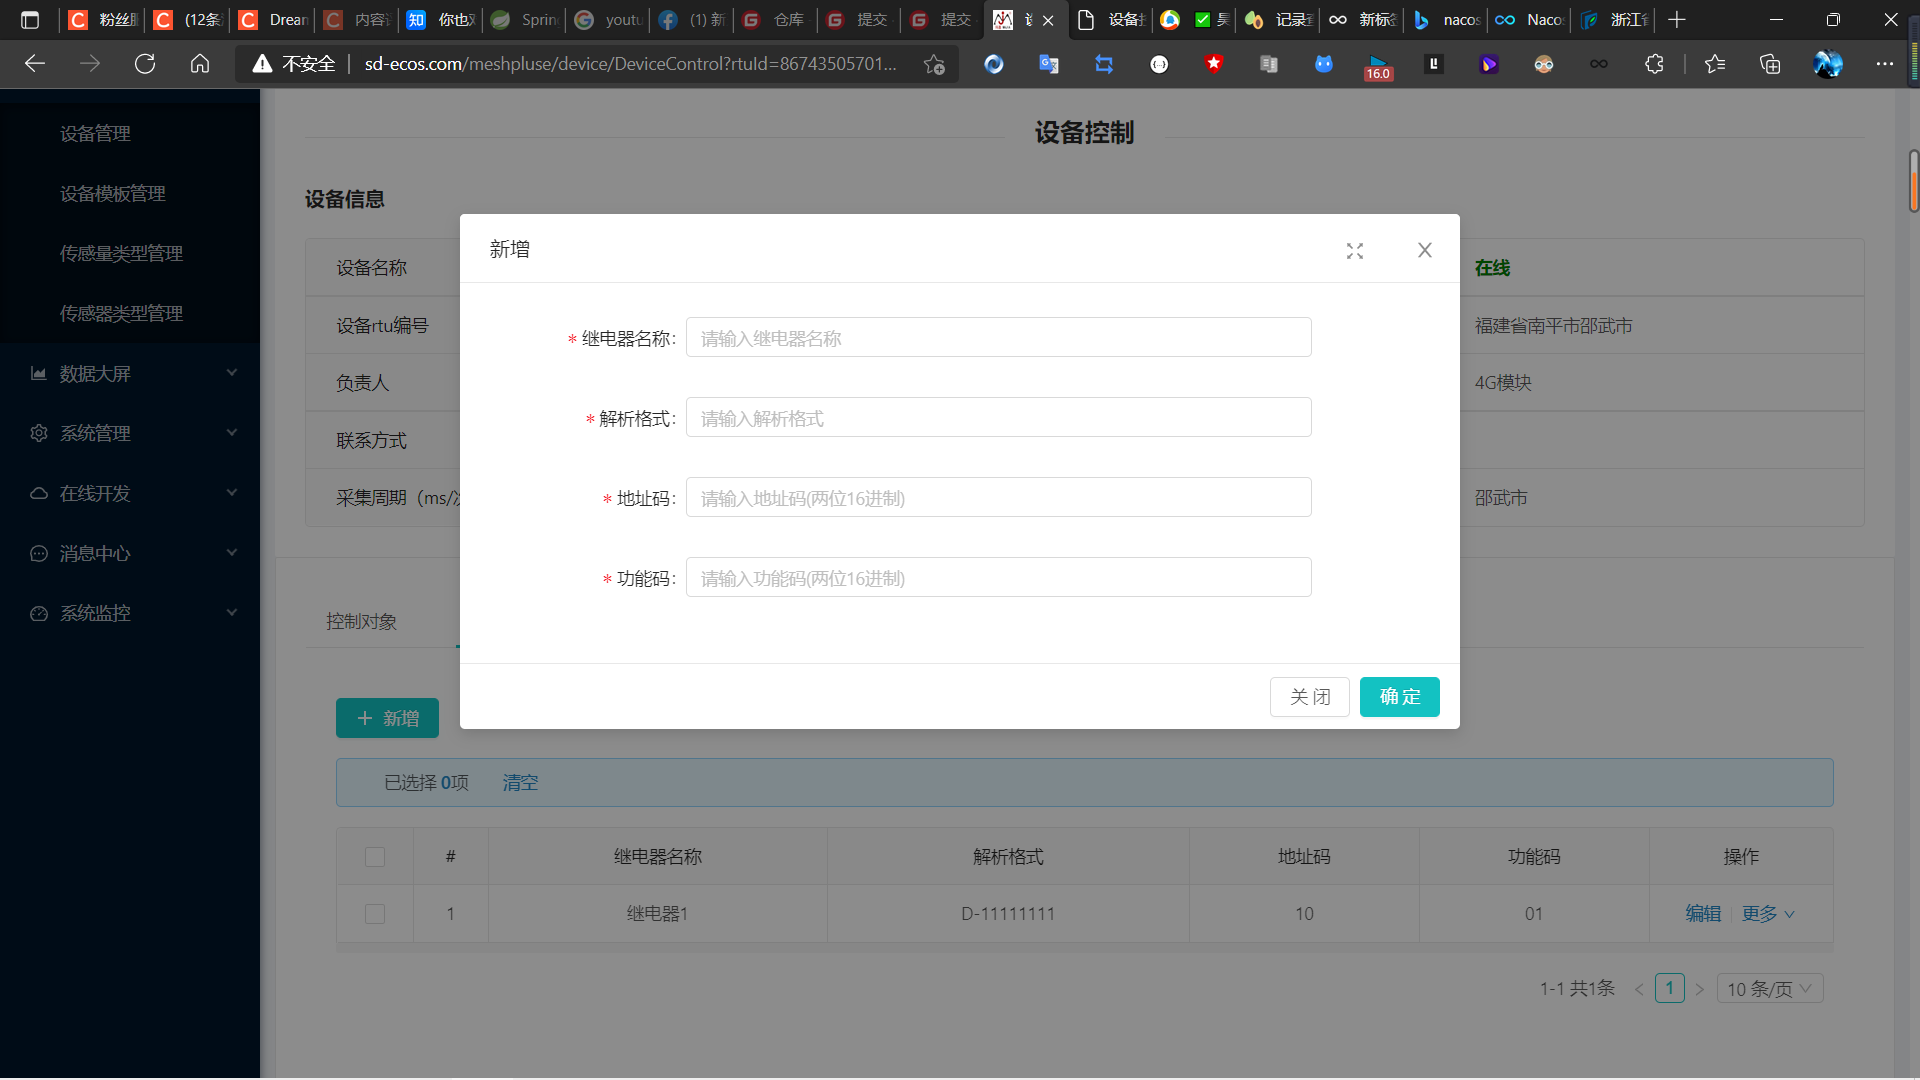 粉丝
(12条
Drean
内容
你也
Sprin
youtu
(1) 新
仓库
提交
提交
设备
记录
新标
nacos
Naco
浙江
不安全
sd-ecos.com/meshpluse/device/DeviceControl?rtuId=86743505701...
16.0
设备管理
设备模板管理
传感量类型管理
传感器类型管理
数据大屏
系统管理
在线开发
消息中心
系统监控
设备控制
设备信息
设备名称
在线
设备rtu编号
福建省南平市邵武市
负责人
4G模块
联系方式
采集周期（ms/
邵武市
新增
* 继电器名称:
请输入继电器名称
* 解析格式:
请输入解析格式
* 地址码:
请输入地址码(两位16进制)
* 功能码:
请输入功能码(两位16进制)
关 闭
确 定
控制对象
+ 新增
已选择 0项 清空
# 继电器名称 解析格式 地址码 功能码 操作
1 继电器1 D-11111111 10 01 编辑 更多
1-1 共1条 < 1 > 10 条/页